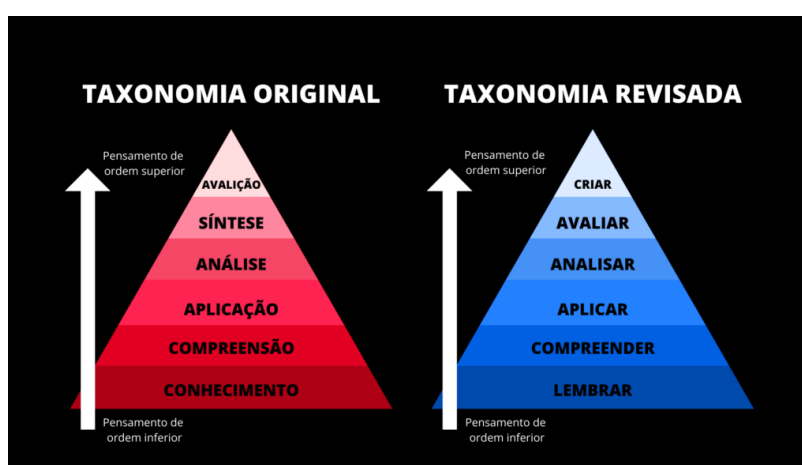 TAXONOMIA ORIGINAL
Pensamento de
ordem superior
AVALIÇÃO
SÍNTESE
ANÁLISE
APLICAÇÃO
COMPREENSÃO
CONHECIMENTO
Pensamento de
ordem inferior
TAXONOMIA REVISADA
Pensamento de
ordem superior
CRIAR
AVALIAR
ANALISAR
APLICAR
COMPREENDER
LEMBRAR
Pensamento de
ordem inferior